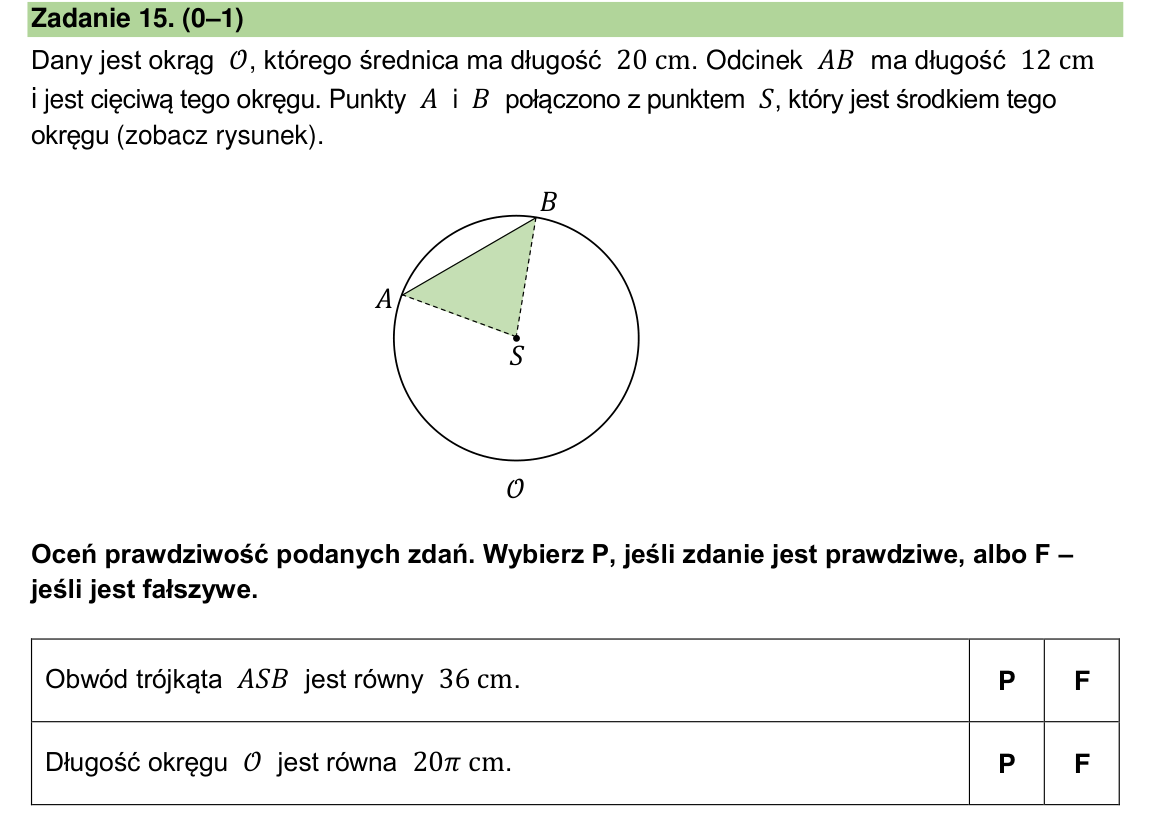 Zadanie 15. (0–1)
Dany jest okrąg 𝒪, którego średnica ma długość 20 cm. Odcinek AB ma długość 12 cm
i jest cięciwą tego okręgu. Punkty A i B połączono z punktem S, który jest środkiem tego
okręgu (zobacz rysunek).
B
A
S
𝒪
Oceń prawdziwość podanych zdań. Wybierz P, jeśli zdanie jest prawdziwe, albo F –
jeśli jest fałszywe.
Obwód trójkąta ASB jest równy 36 cm. P F
Długość okręgu 𝒪 jest równa 20π cm. P F